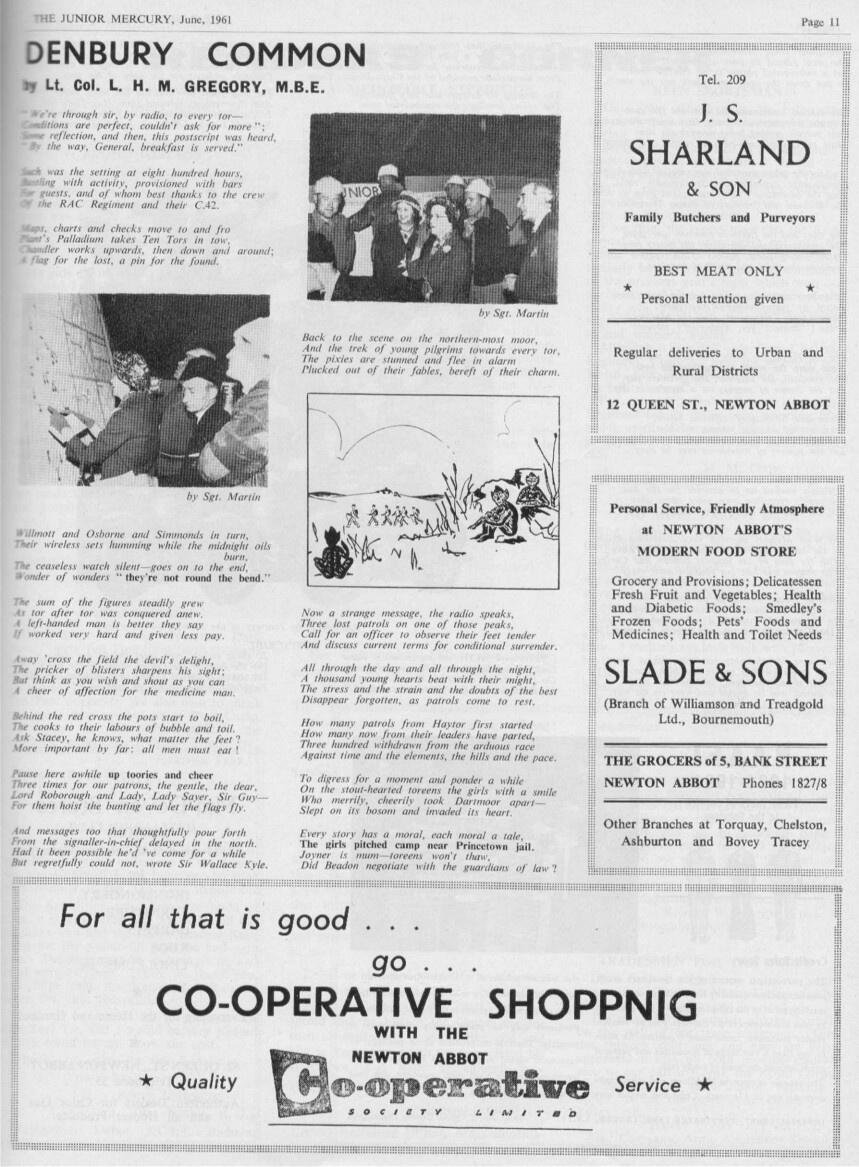 THE JUNIOR MERCURY, June, 1961
Page 11
DENBURY COMMON
by Lt. Col. L. H. M. GREGORY, M.B.E.
" We're through sir, by radio, to every tor—
Conditions are perfect, couldn't ask for more ";
Some reflection, and then, this postscript was heard,
" By the way, General, breakfast is served."
Such was the setting at eight hundred hours,
Bustling with activity, provisioned with bars
For guests, and of whom best thanks to the crew
Of the RAC Regiment and their C.42.
Maps, charts and checks move to and fro
Plant's Palladium takes Ten Tors in tow,
Chandler works upwards, then down and around;
A flag for the lost, a pin for the found.
by Sgt. Martin
Willmott and Osborne and Simmonds in turn,
Their wireless sets humming while the midnight oils
burn,
The ceaseless watch silent—goes on to the end,
Wonder of wonders " they're not round the bend."
The sum of the figures steadily grew
As tor after tor was conquered anew.
A left-handed man is better they say
If worked very hard and given less pay.
Away 'cross the field the devil's delight,
The pricker of blisters sharpens his sight;
But think as you wish and shout as you can
A cheer of affection for the medicine man.
Behind the red cross the pots start to boil,
The cooks to their labours of bubble and toil.
Ask Stacey, he knows, what matter the feet ?
More important by far: all men must eat !
Pause here awhile up toories and cheer
Three times for our patrons, the gentle, the dear,
Lord Roborough and Lady, Lady Sayer, Sir Guy—
For them hoist the bunting and let the flags fly.
And messages too that thoughtfully pour forth
From the signaller-in-chief delayed in the north.
Had it been possible he'd 've come for a while
But regretfully could not, wrote Sir Wallace Kyle.
UNIOR
by Sgt. Martin
Back to the scene on the northern-most moor,
And the trek of young pilgrims towards every tor,
The pixies are stunned and flee in alarm
Plucked out of their fables, bereft of their charm.
Now a strange message, the radio speaks,
Three lost patrols on one of those peaks,
Call for an officer to observe their feet tender
And discuss current terms for conditional surrender.
All through the day and all through the night,
A thousand young hearts beat with their might,
The stress and the strain and the doubts of the best
Disappear forgotten, as patrols come to rest.
How many patrols from Haytor first started
How many now from their leaders have parted,
Three hundred withdrawn from the arduous race
Against time and the elements, the hills and the pace.
To digress for a moment and ponder a while
On the stout-hearted toreens the girls with a smile
Who merrily, cheerily took Dartmoor apart—
Slept on its bosom and invaded its heart.
Every story has a moral, each moral a tale,
The girls pitched camp near Princetown jail.
Joyner is mum—toreens won't thaw,
Did Beadon negotiate with the guardians of law ?
Tel. 209
J. S.
SHARLAND
& SON
Family Butchers and Purveyors
BEST MEAT ONLY
★ Personal attention given ★
Regular deliveries to Urban and
Rural Districts
12 QUEEN ST., NEWTON ABBOT
Personal Service, Friendly Atmosphere
at NEWTON ABBOT'S
MODERN FOOD STORE
Grocery and Provisions; Delicatessen
Fresh Fruit and Vegetables; Health
and Diabetic Foods; Smedley's
Frozen Foods; Pets' Foods and
Medicines; Health and Toilet Needs
SLADE & SONS
(Branch of Williamson and Treadgold
Ltd., Bournemouth)
THE GROCERS of 5, BANK STREET
NEWTON ABBOT Phones 1827/8
Other Branches at Torquay, Chelston,
Ashburton and Bovey Tracey
For all that is good . . .
go . . .
CO-OPERATIVE SHOPPNIG
WITH THE
NEWTON ABBOT
★ Quality
Co-operative
Service ★
SOCIETY LIMITED